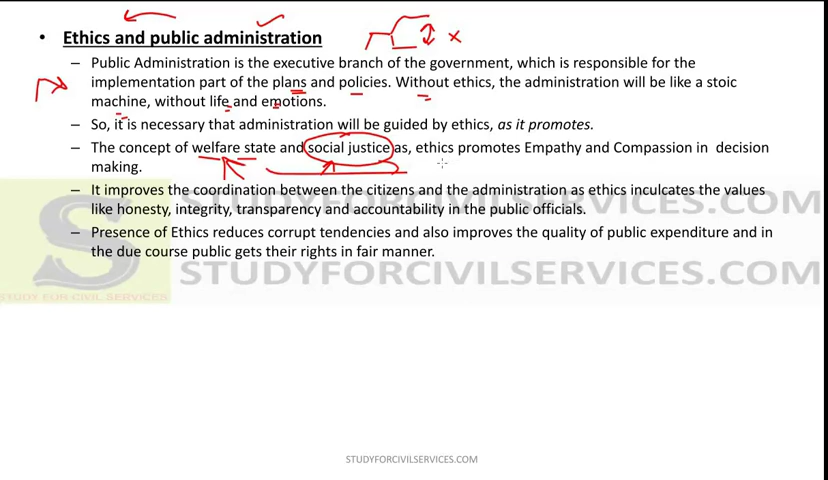 • Ethics and public administration
– Public Administration is the executive branch of the government, which is responsible for the
implementation part of the plans and policies. Without ethics, the administration will be like a stoic
machine, without life and emotions.
– So, it is necessary that administration will be guided by ethics, as it promotes.
– The concept of welfare state and social justice as, ethics promotes Empathy and Compassion in decision
making.
– It improves the coordination between the citizens and the administration as ethics inculcates the values
like honesty, integrity, transparency and accountability in the public officials.
– Presence of Ethics reduces corrupt tendencies and also improves the quality of public expenditure and in
the due course public gets their rights in fair manner.
S
STUDYFORCIVILSERVICES.COM
STUDYFORCIVILSERVICES.COM
STUDY FOR CIVIL SERVICES
STUDYFORCIVILSERVICES.COM